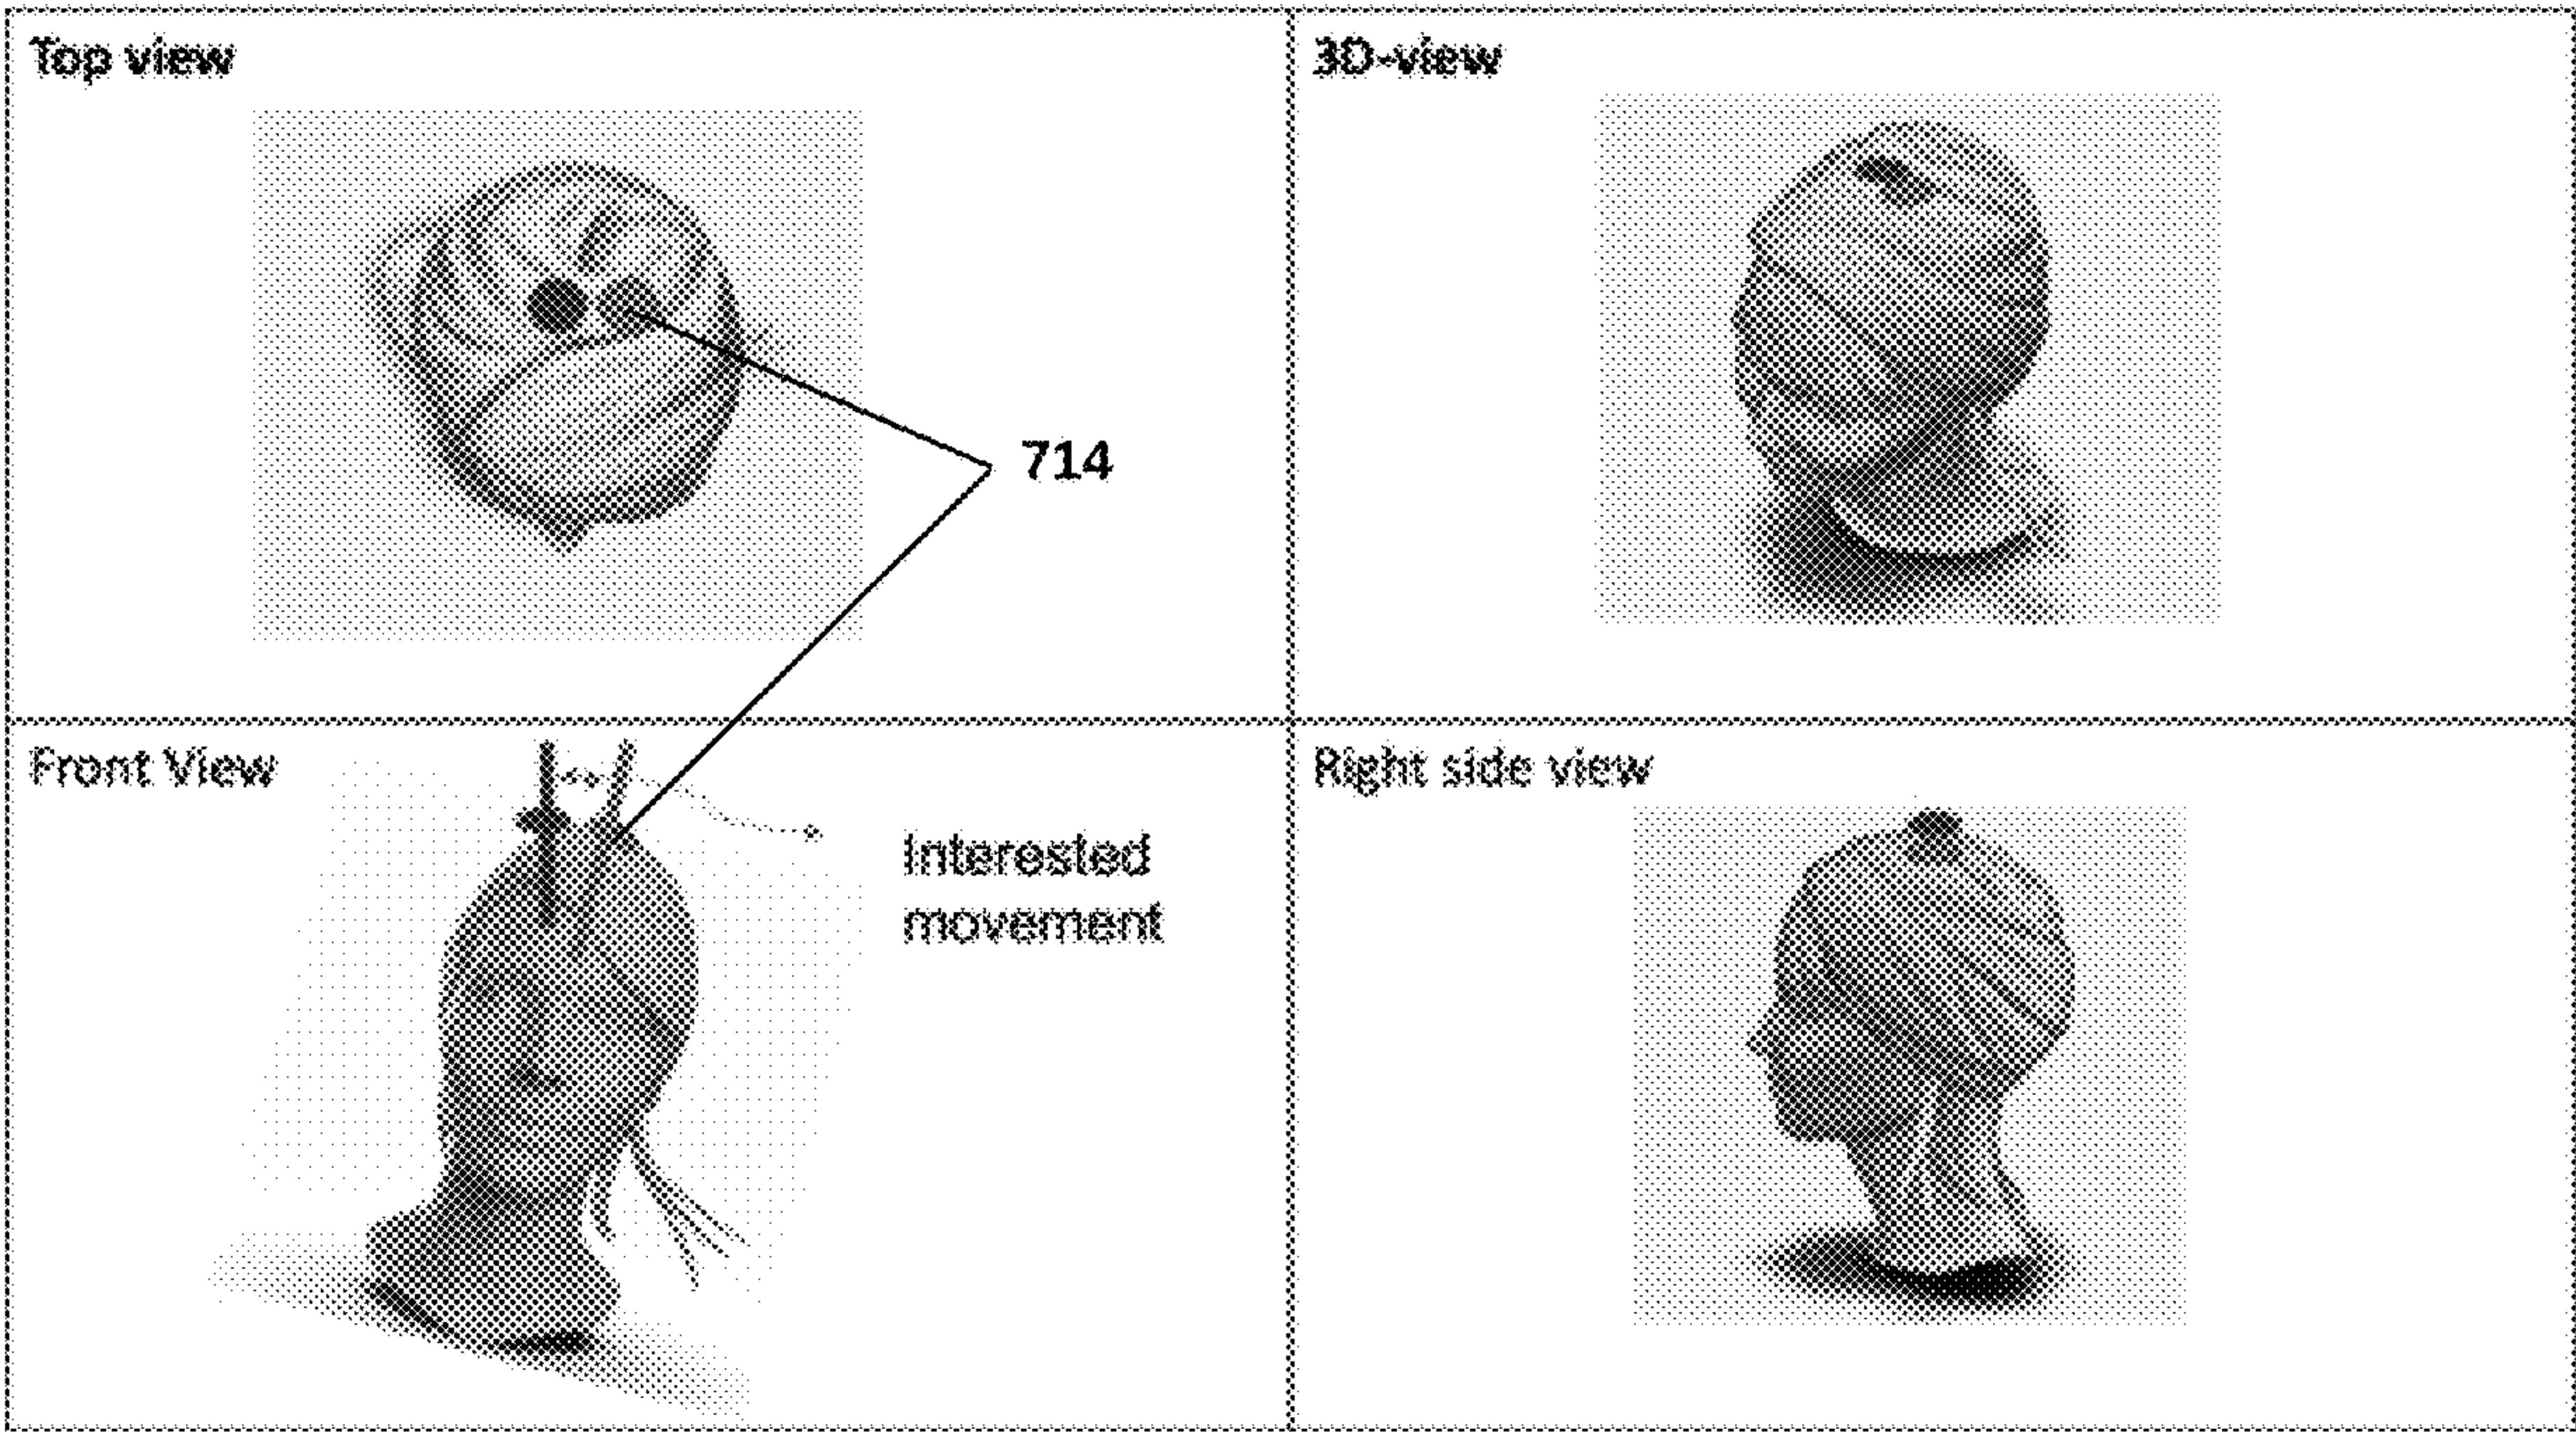 Top view
3D-view
714
Front View
Interested
movement
Right side view